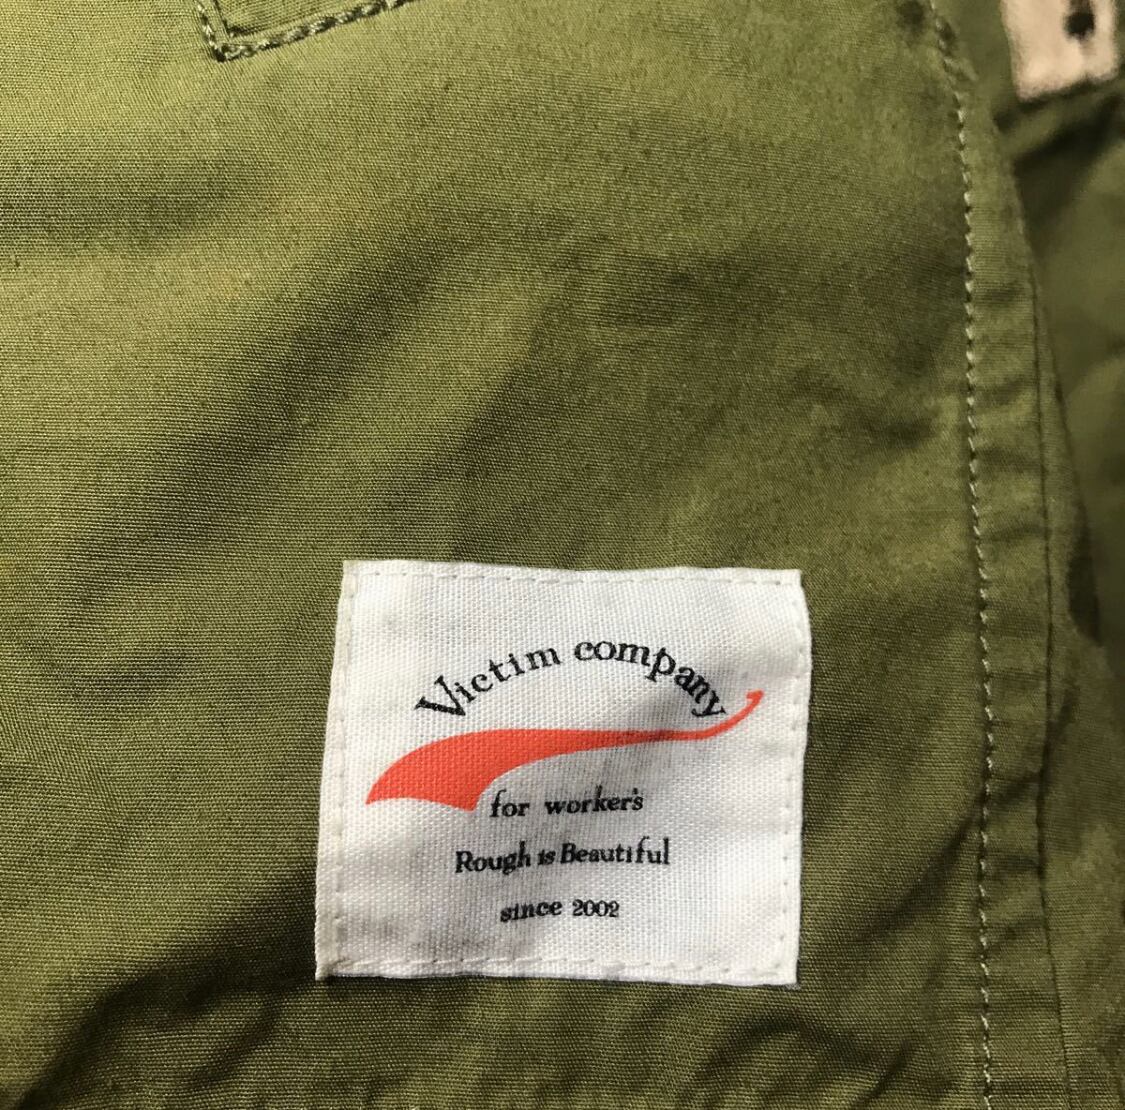 Victim company
for worker's
Rough is Beautiful
since 2002